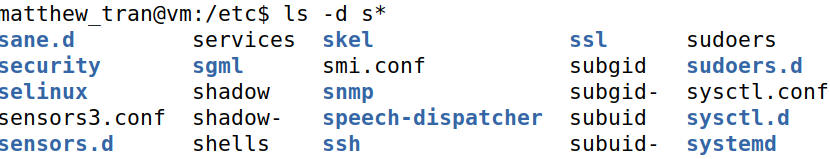 matthew_tran@vm:/etc$ ls -d s*
sane.d services skel ssl sudoers
security sgml smi.conf subgid sudoers.d
selinux shadow snmp subgid- sysctl.conf
sensors3.conf shadow- speech-dispatcher subuid sysctl.d
sensors.d shells ssh subuid- systemd